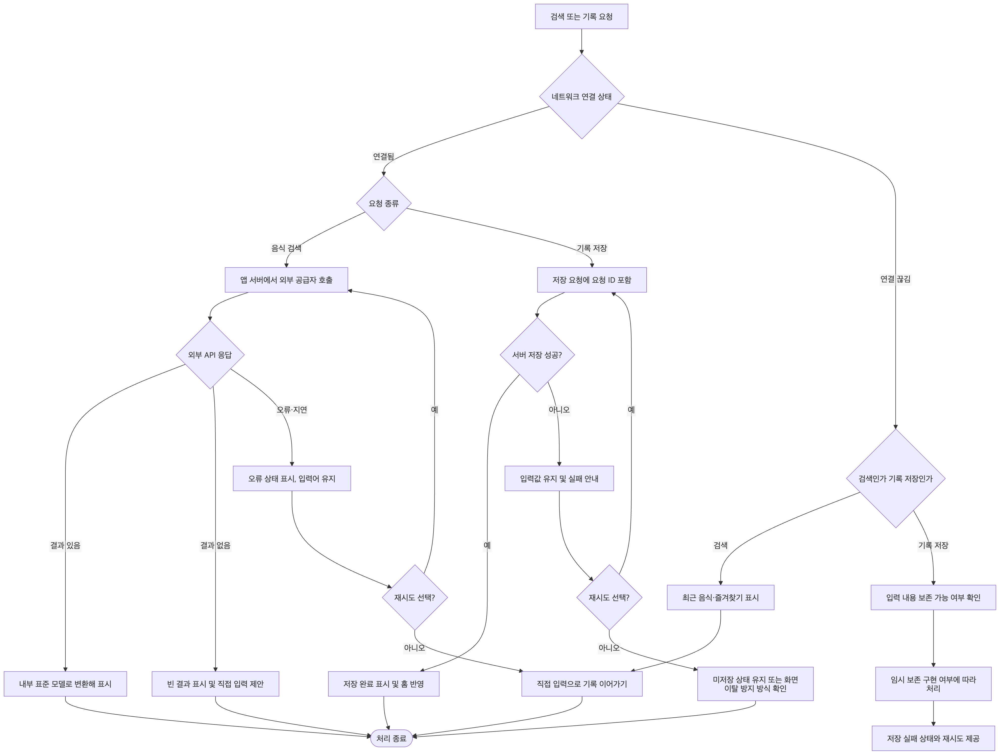 검색 또는 기록 요청
네트워크 연결 상태
연결됨
요청 종류
음식 검색
기록 저장
앱 서버에서 외부 공급자 호출
저장 요청에 요청 ID 포함
연결 끊김
외부 API 응답
서버 저장 성공?
오류·지연
예
아니오
예
오류 상태 표시, 입력어 유지
입력값 유지 및 실패 안내
검색인가 기록 저장인가
결과 있음
결과 없음
예
검색
기록 저장
재시도 선택?
재시도 선택?
최근 음식·즐겨찾기 표시
입력 내용 보존 가능 여부 확인
아니오
아니오
내부 표준 모델로 변환해 표시
빈 결과 표시 및 직접 입력 제안
저장 완료 표시 및 홈 반영
직접 입력으로 기록 이어가기
미저장 상태 유지 또는 화면
이탈 방지 방식 확인
임시 보존 구현 여부에 따라
처리
처리 종료
저장 실패 상태와 재시도 제공